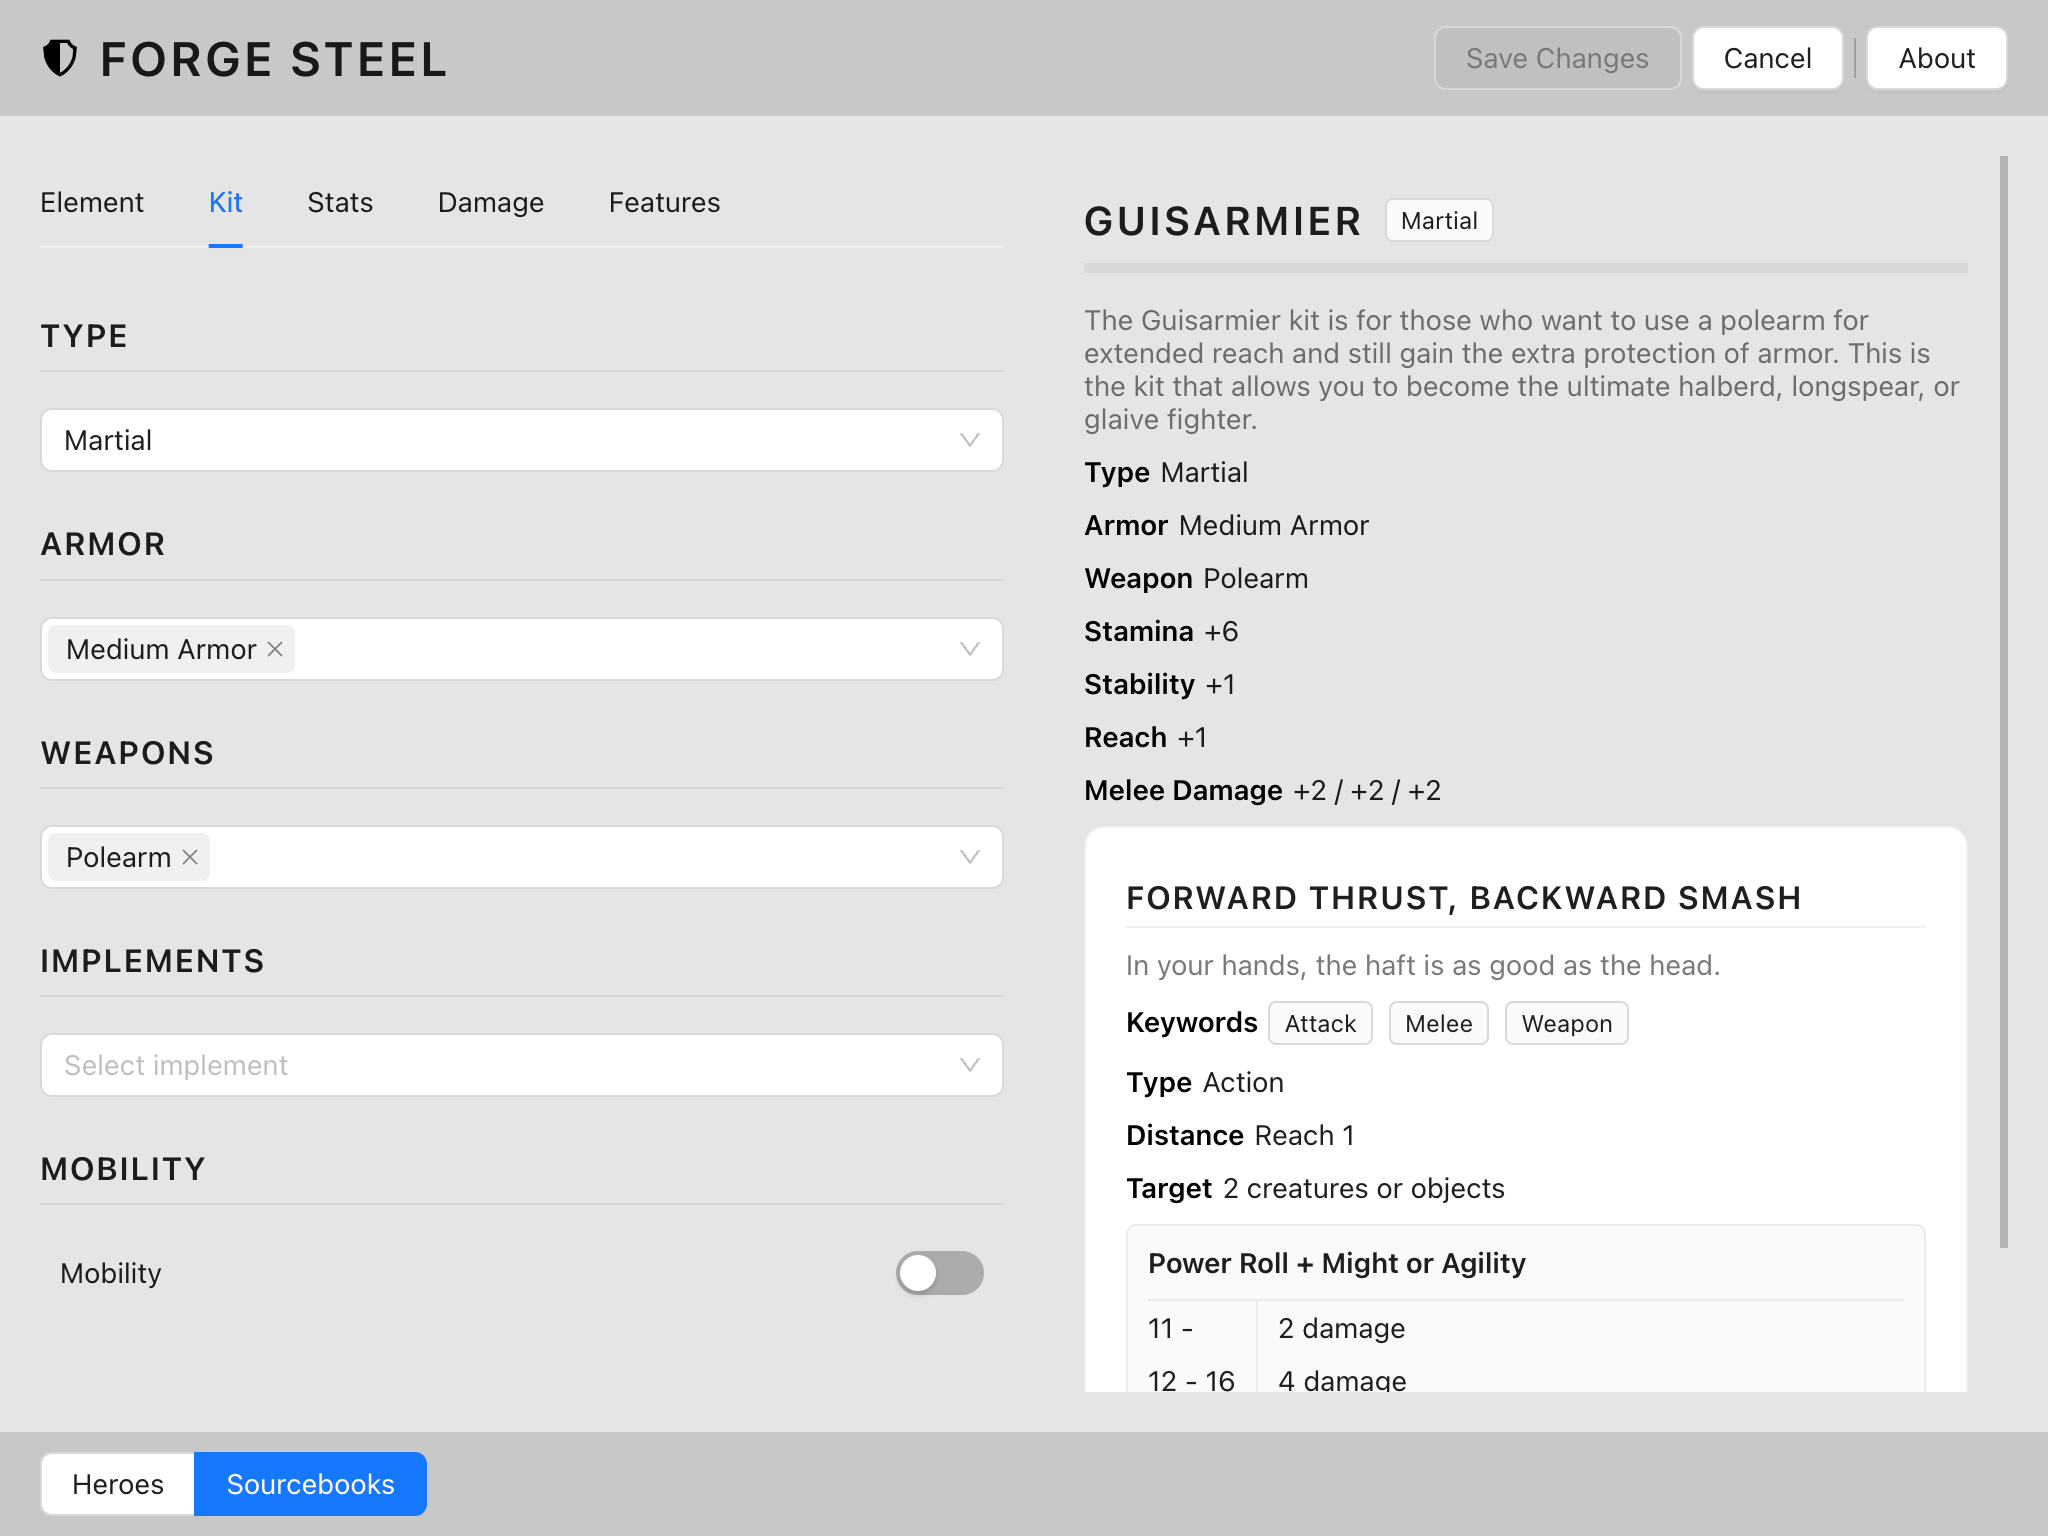 FORGE STEEL
Save Changes
Cancel
About
Element
Kit
Stats
Damage
Features
TYPE
Martial
ARMOR
Medium Armor
WEAPONS
Polearm
IMPLEMENTS
Select implement
MOBILITY
Mobility
GUISARMIER Martial
The Guisarmier kit is for those who want to use a polearm for
extended reach and still gain the extra protection of armor. This is
the kit that allows you to become the ultimate halberd, longspear, or
glaive fighter.
Type Martial
Armor Medium Armor
Weapon Polearm
Stamina +6
Stability +1
Reach +1
Melee Damage +2 / +2 / +2
FORWARD THRUST, BACKWARD SMASH
In your hands, the haft is as good as the head.
Keywords Attack Melee Weapon
Type Action
Distance Reach 1
Target 2 creatures or objects
Power Roll + Might or Agility
11 - 2 damage
12 - 16 4 damage
Heroes
Sourcebooks